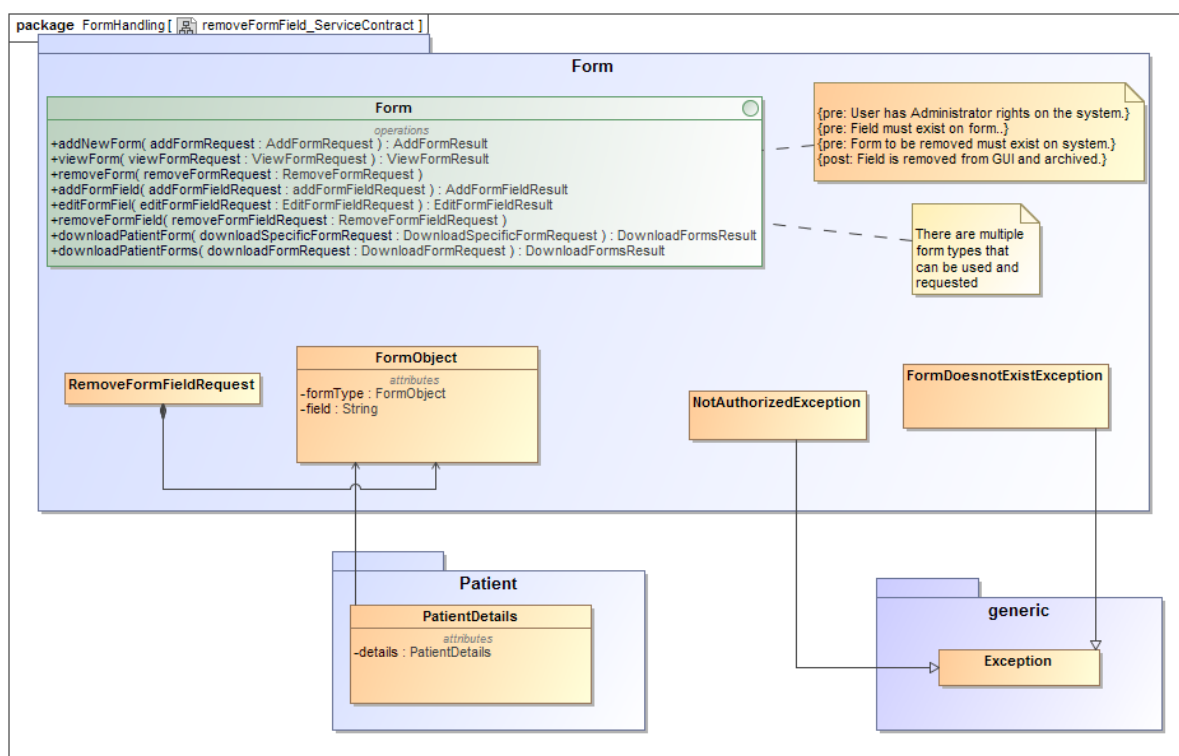 package FormHandling [ removeFormField_ServiceContract ]
Form
Form
operations
+addNewForm( addFormRequest : AddFormRequest ) : AddFormResult
+viewForm( viewFormRequest : ViewFormRequest ) : ViewFormResult
+removeForm( removeFormRequest : RemoveFormRequest )
+addFormField( addFormFieldRequest : addFormFieldRequest ) : AddFormFieldResult
+editFormFiel( editFormFieldRequest : EditFormFieldRequest ) : EditFormFieldResult
+removeFormField( removeFormFieldRequest : RemoveFormFieldRequest )
+downloadPatientForm( downloadSpecificFormRequest : DownloadSpecificFormRequest ) : DownloadFormsResult
+downloadPatientForms( downloadFormRequest : DownloadFormRequest ) : DownloadFormsResult
{pre: User has Administrator rights on the system.}
{pre: Field must exist on form..}
{pre: Form to be removed must exist on system.}
{post: Field is removed from GUI and archived.}
There are multiple
form types that
can be used and
requested
RemoveFormFieldRequest
FormObject
attributes
-formType : FormObject
-field : String
NotAuthorizedException
FormDoesnotExistException
Patient
PatientDetails
attributes
-details : PatientDetails
generic
Exception